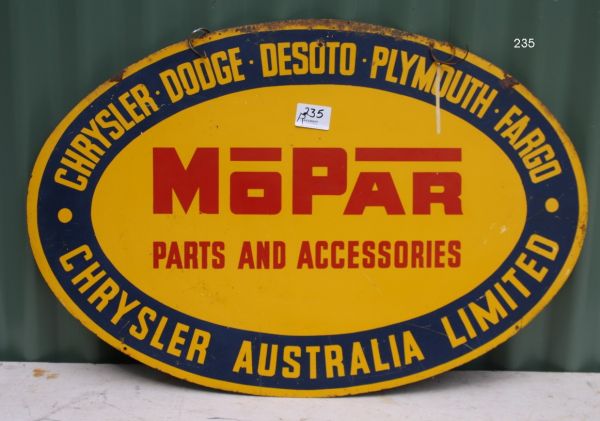 235
CHRYSLER · DODGE · DESOTO · PLYMOUTH · FARGO
235
MOPAR
PARTS AND ACCESSORIES
CHRYSLER AUSTRALIA LIMITED